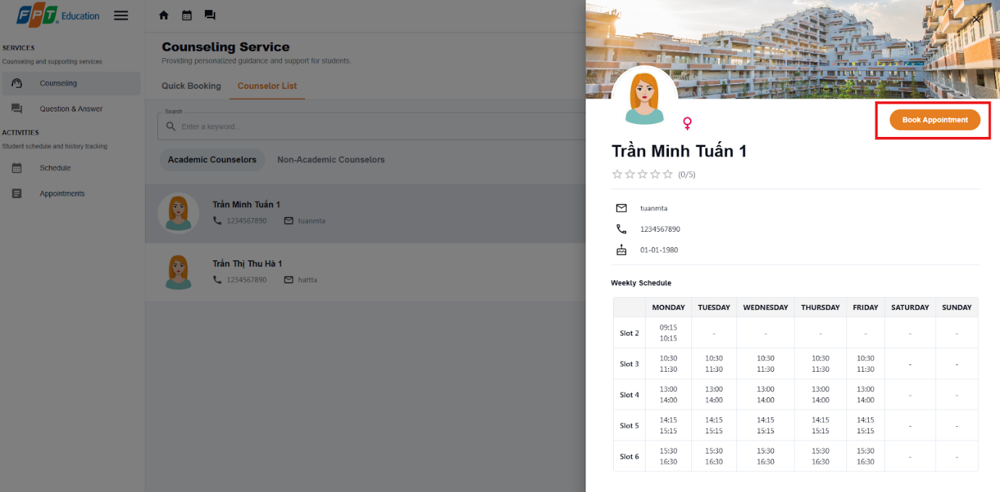 FPT Education
SERVICES
Counseling and supporting services
Counseling
Question & Answer
ACTIVITIES
Student schedule and history tracking
Schedule
Appointments
Counseling Service
Providing personalized guidance and support for students.
Quick Booking Counselor List
Search
Enter a keyword...
Academic Counselors Non-Academic Counselors
Trần Minh Tuấn 1
1234567890 tuanmta
Trần Thị Thu Hà 1
1234567890 hattta
Book Appointment
Trần Minh Tuấn 1
(0/5)
tuanmta
1234567890
01-01-1980
Weekly Schedule
MONDAY TUESDAY WEDNESDAY THURSDAY FRIDAY SATURDAY SUNDAY
Slot 2 09:15 - - - - - -
10:15
Slot 3 10:30 10:30 10:30 10:30 10:30 - -
11:30 11:30 11:30 11:30 11:30
Slot 4 13:00 13:00 13:00 13:00 13:00 - -
14:00 14:00 14:00 14:00 14:00
Slot 5 14:15 14:15 14:15 14:15 14:15 - -
15:15 15:15 15:15 15:15 15:15
Slot 6 15:30 15:30 15:30 15:30 15:30 - -
16:30 16:30 16:30 16:30 16:30